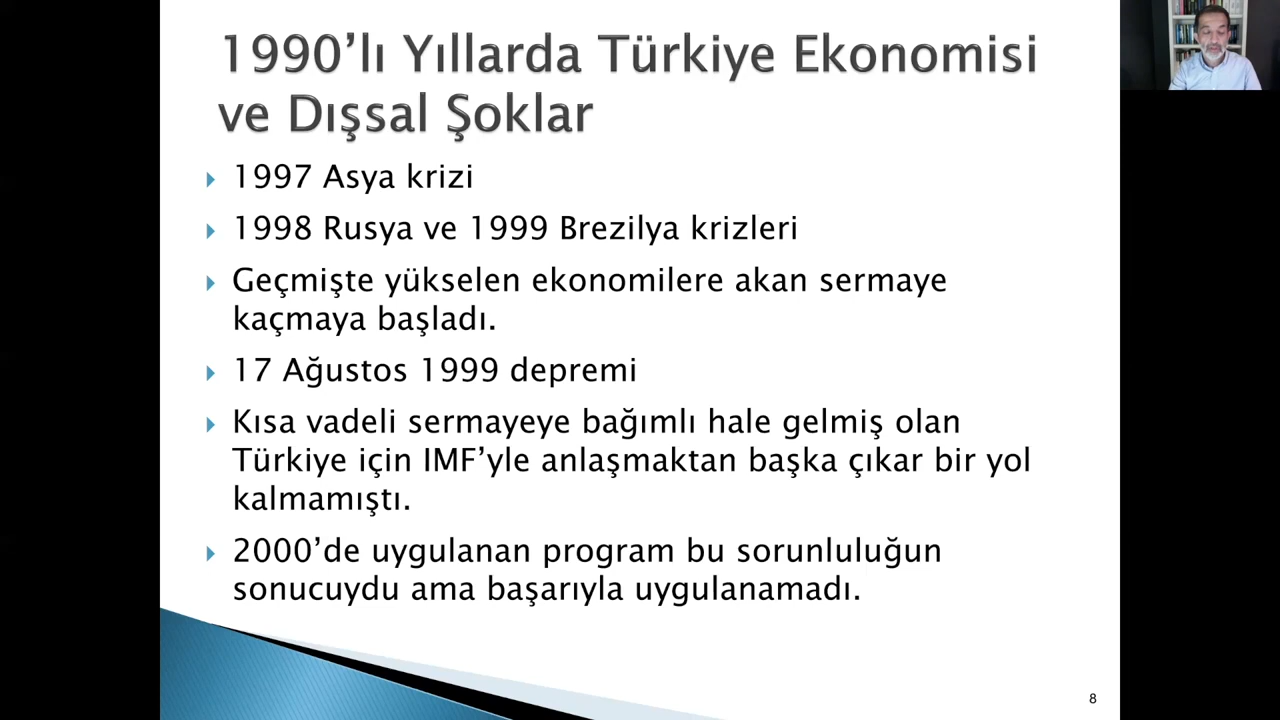 1990’lı Yıllarda Türkiye Ekonomisi
ve Dışsal Şoklar
1997 Asya krizi
1998 Rusya ve 1999 Brezilya krizleri
Geçmişte yükselen ekonomilere akan sermaye
kaçmaya başladı.
17 Ağustos 1999 depremi
Kısa vadeli sermayeye bağımlı hale gelmiş olan
Türkiye için IMF’yle anlaşmaktan başka çıkar bir yol
kalmamıştı.
2000’de uygulanan program bu sorunluluğun
sonucuydu ama başarıyla uygulanamadı.
8